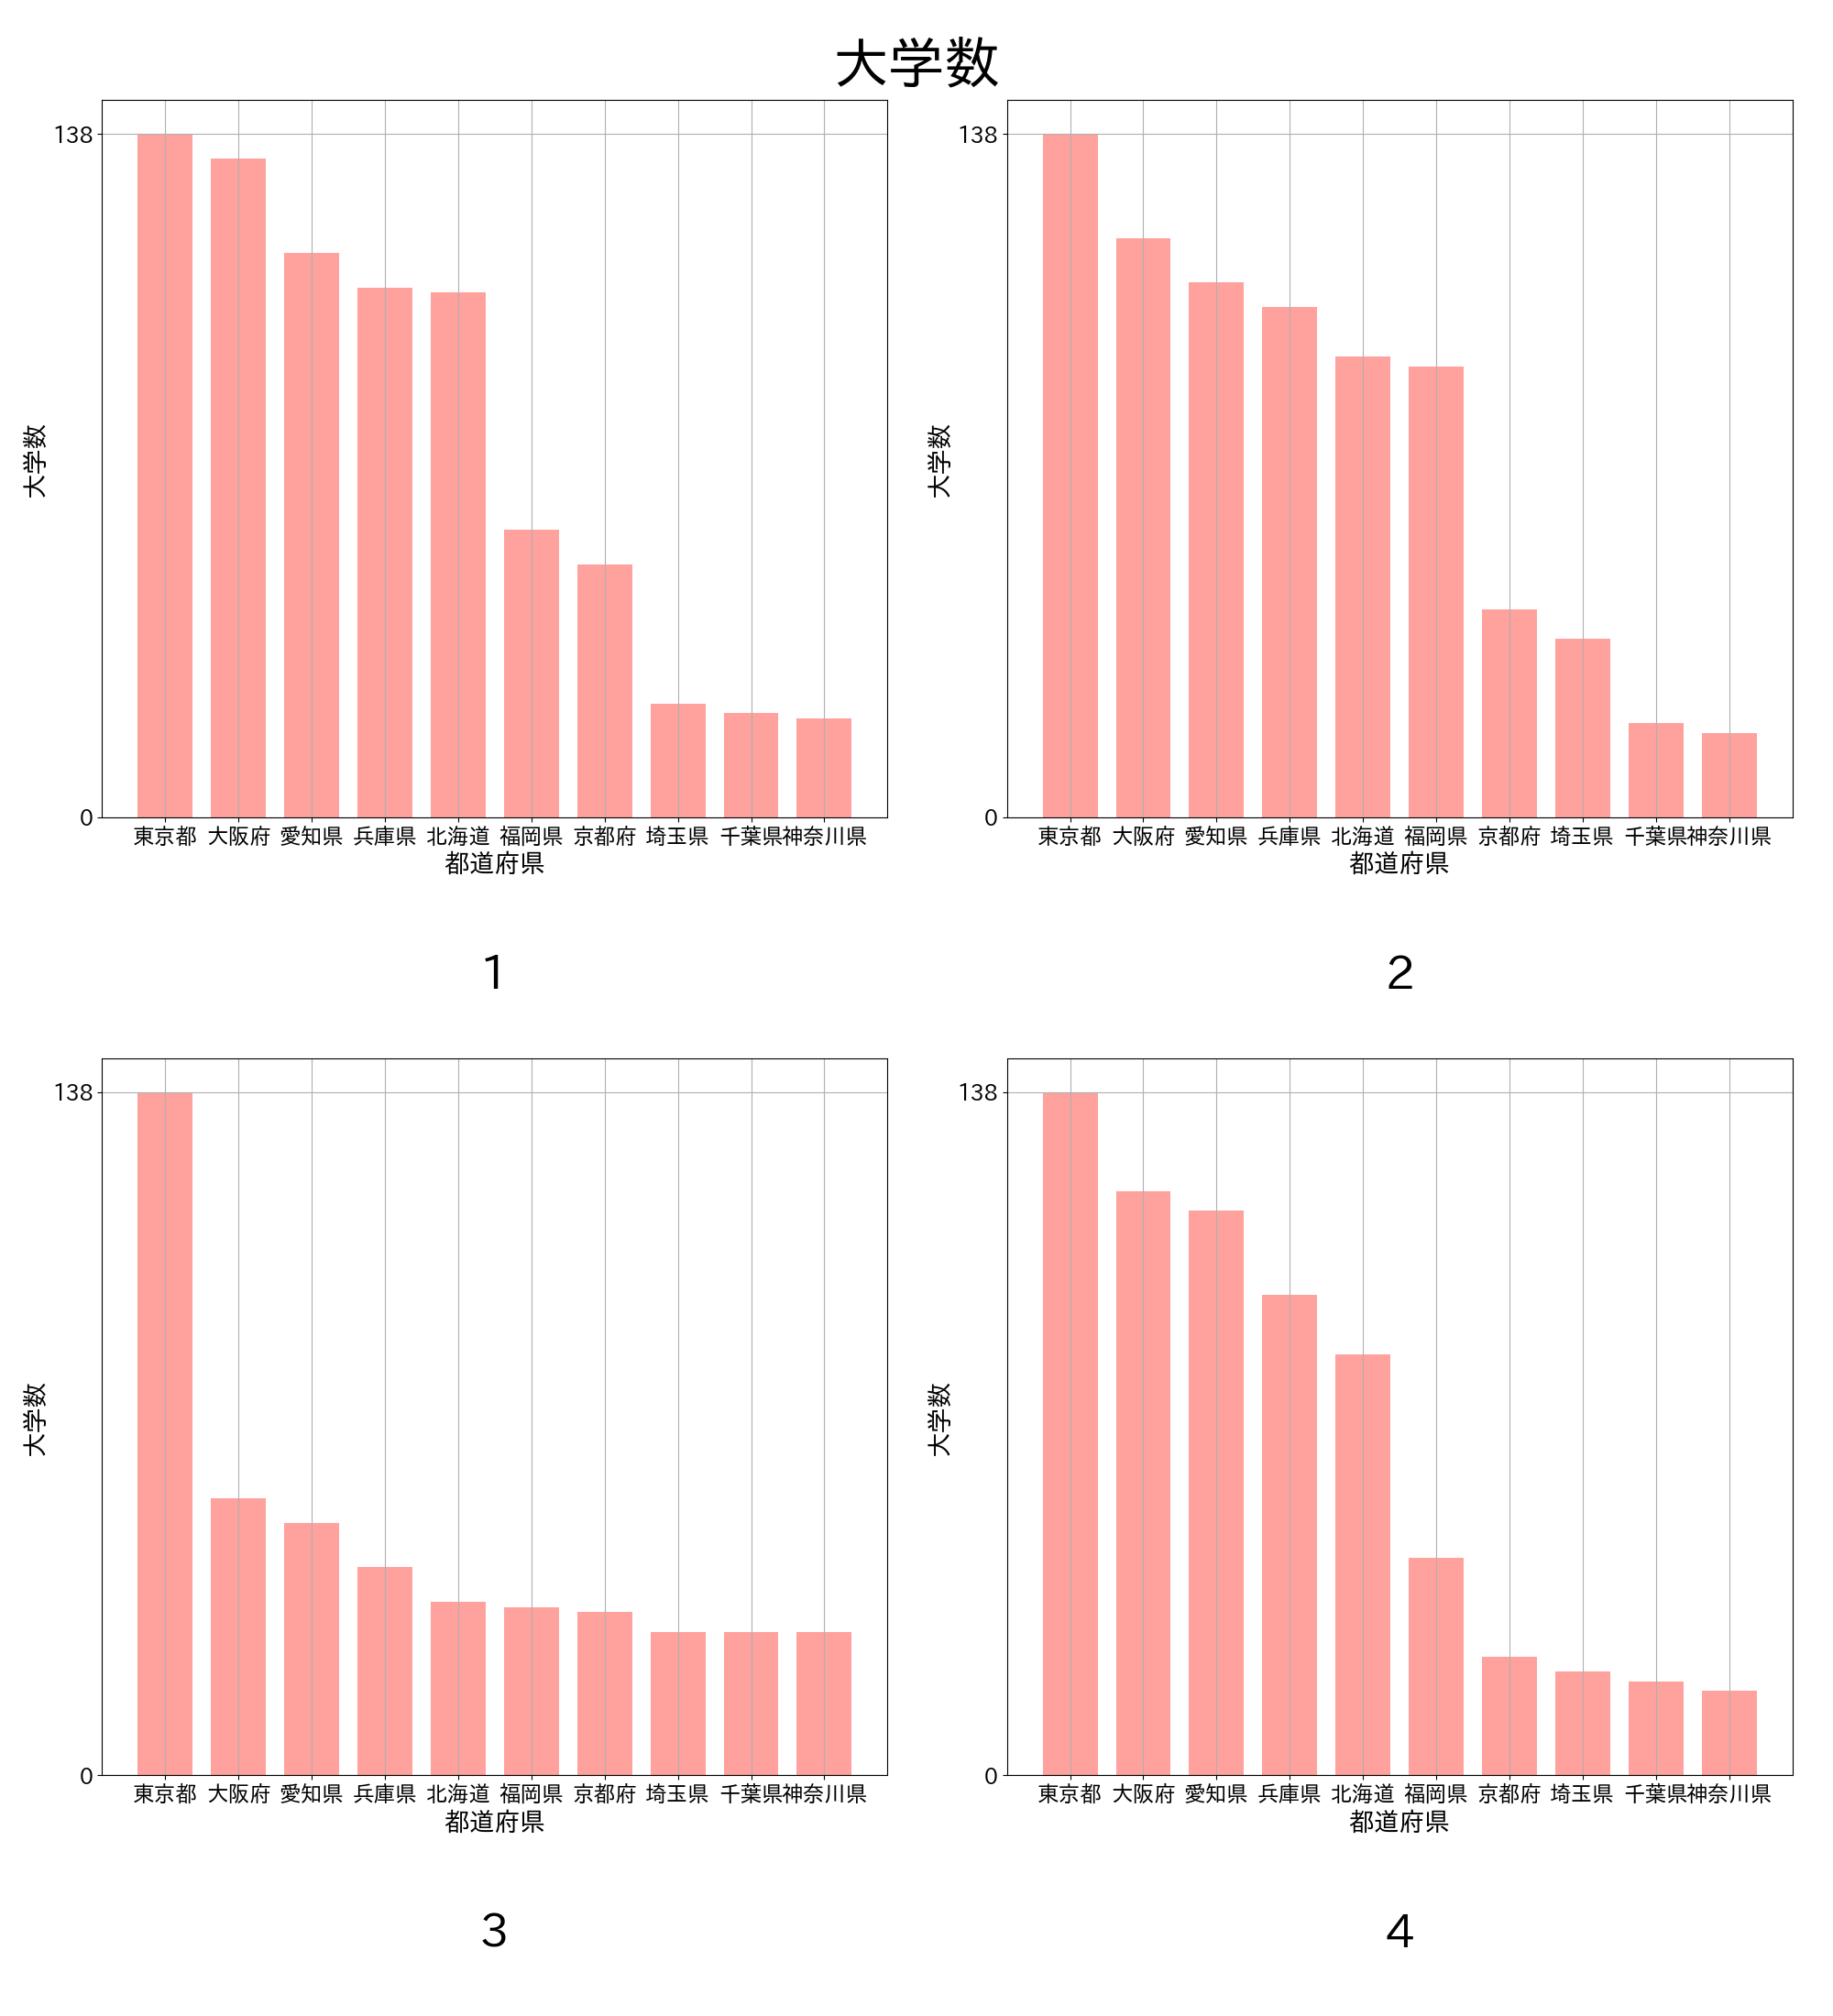 大学数
138
0
大学数
東京都 大阪府 愛知県 兵庫県 北海道 福岡県 京都府 埼玉県 千葉県 神奈川県
都道府県
1
138
0
大学数
東京都 大阪府 愛知県 兵庫県 北海道 福岡県 京都府 埼玉県 千葉県 神奈川県
都道府県
2
138
0
大学数
東京都 大阪府 愛知県 兵庫県 北海道 福岡県 京都府 埼玉県 千葉県 神奈川県
都道府県
3
138
0
大学数
東京都 大阪府 愛知県 兵庫県 北海道 福岡県 京都府 埼玉県 千葉県 神奈川県
都道府県
4